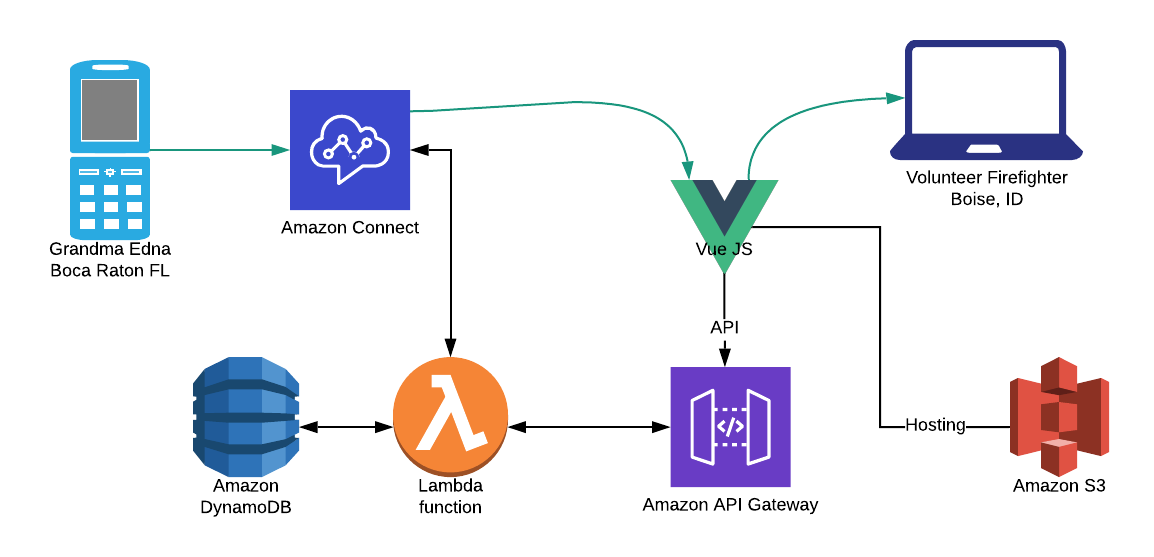 Grandma Edna
Boca Raton FL
Amazon Connect
Vue JS
Volunteer Firefighter
Boise, ID
API
Hosting
Amazon
DynamoDB
Lambda
function
</>
Amazon API Gateway
Amazon S3